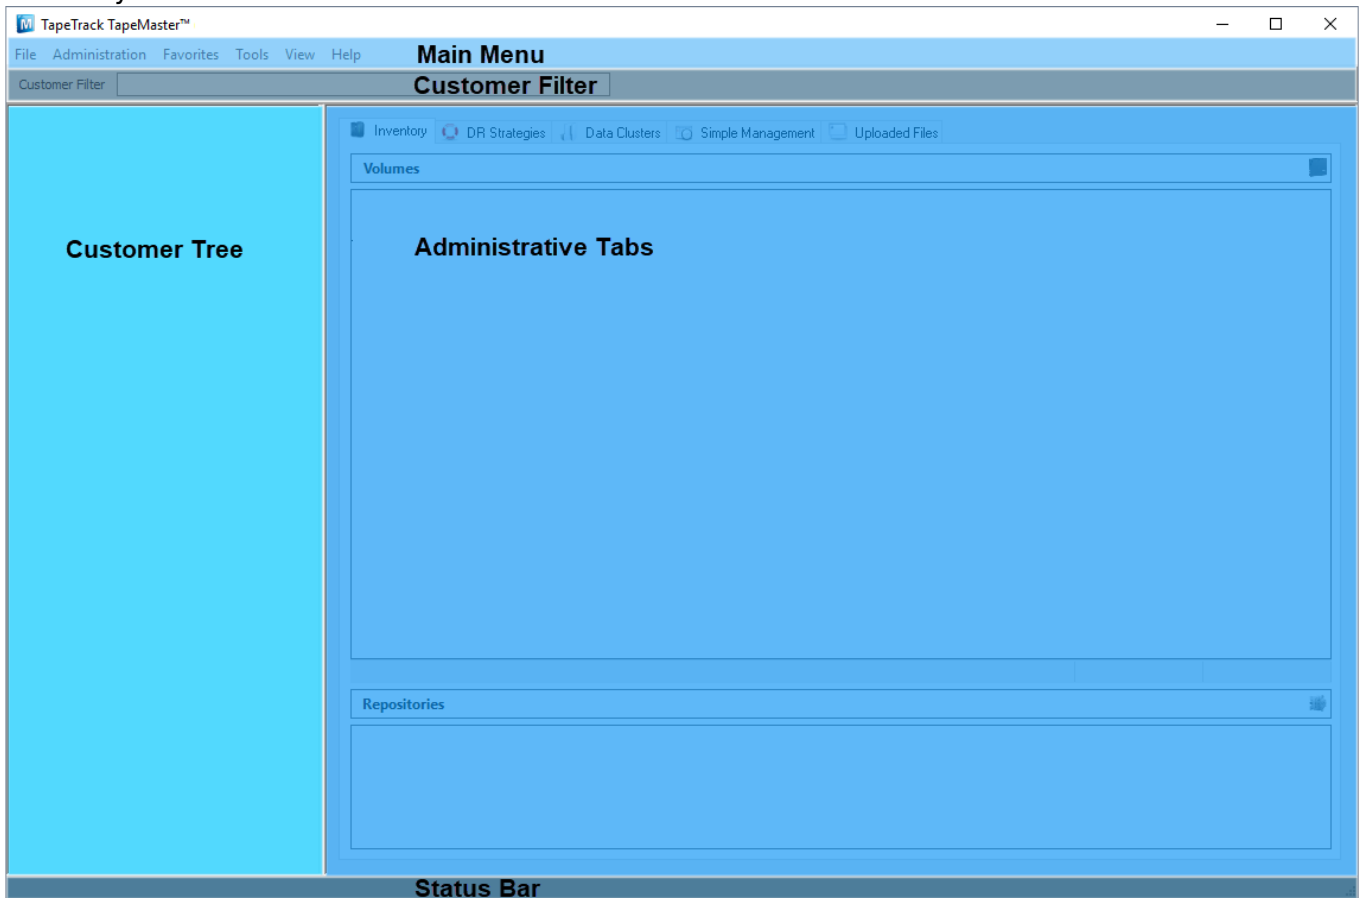 TapeTrack TapeMaster™
File Administration Favorites Tools View Help Main Menu
Customer Filter Customer Filter
Inventory DR Strategies Data Clusters Simple Management Uploaded Files
Volumes
Customer Tree Administrative Tabs
Repositories
Status Bar